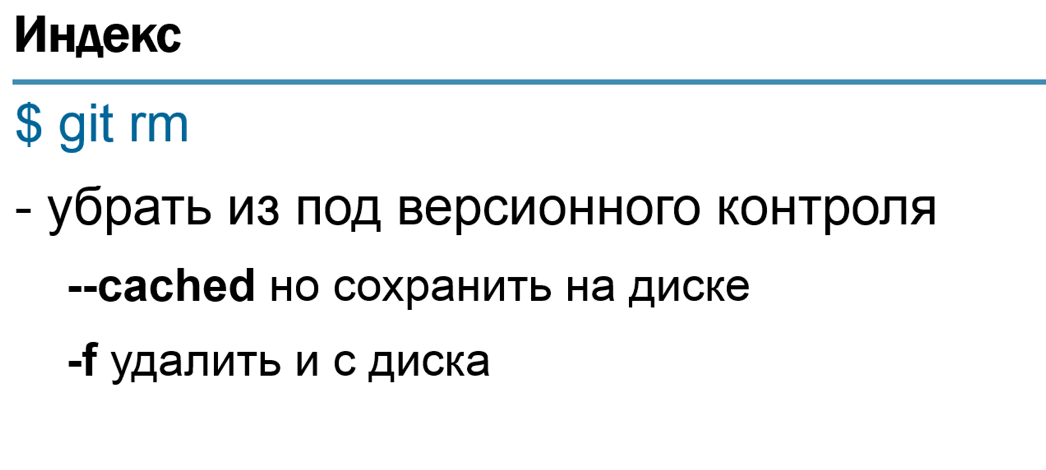 Индекс
$ git rm
- убрать из под версионного контроля
--cached но сохранить на диске
-f удалить и с диска